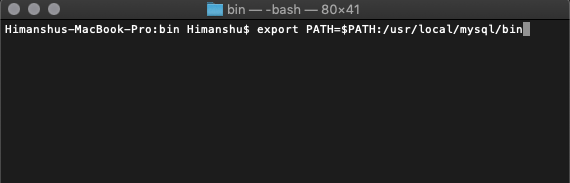 bin — -bash — 80×41
Himanshus-MacBook-Pro:bin Himanshu$ export PATH=$PATH:/usr/local/mysql/bin